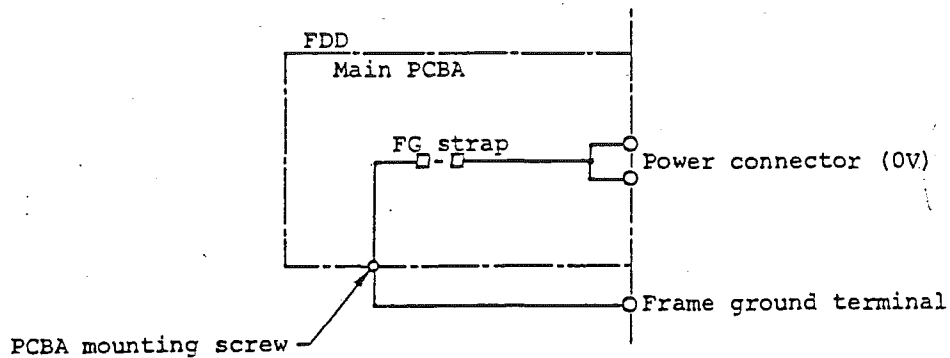 FDD
Main PCBA
FG strap
Power connector (0V)
Frame ground terminal
PCBA mounting screw